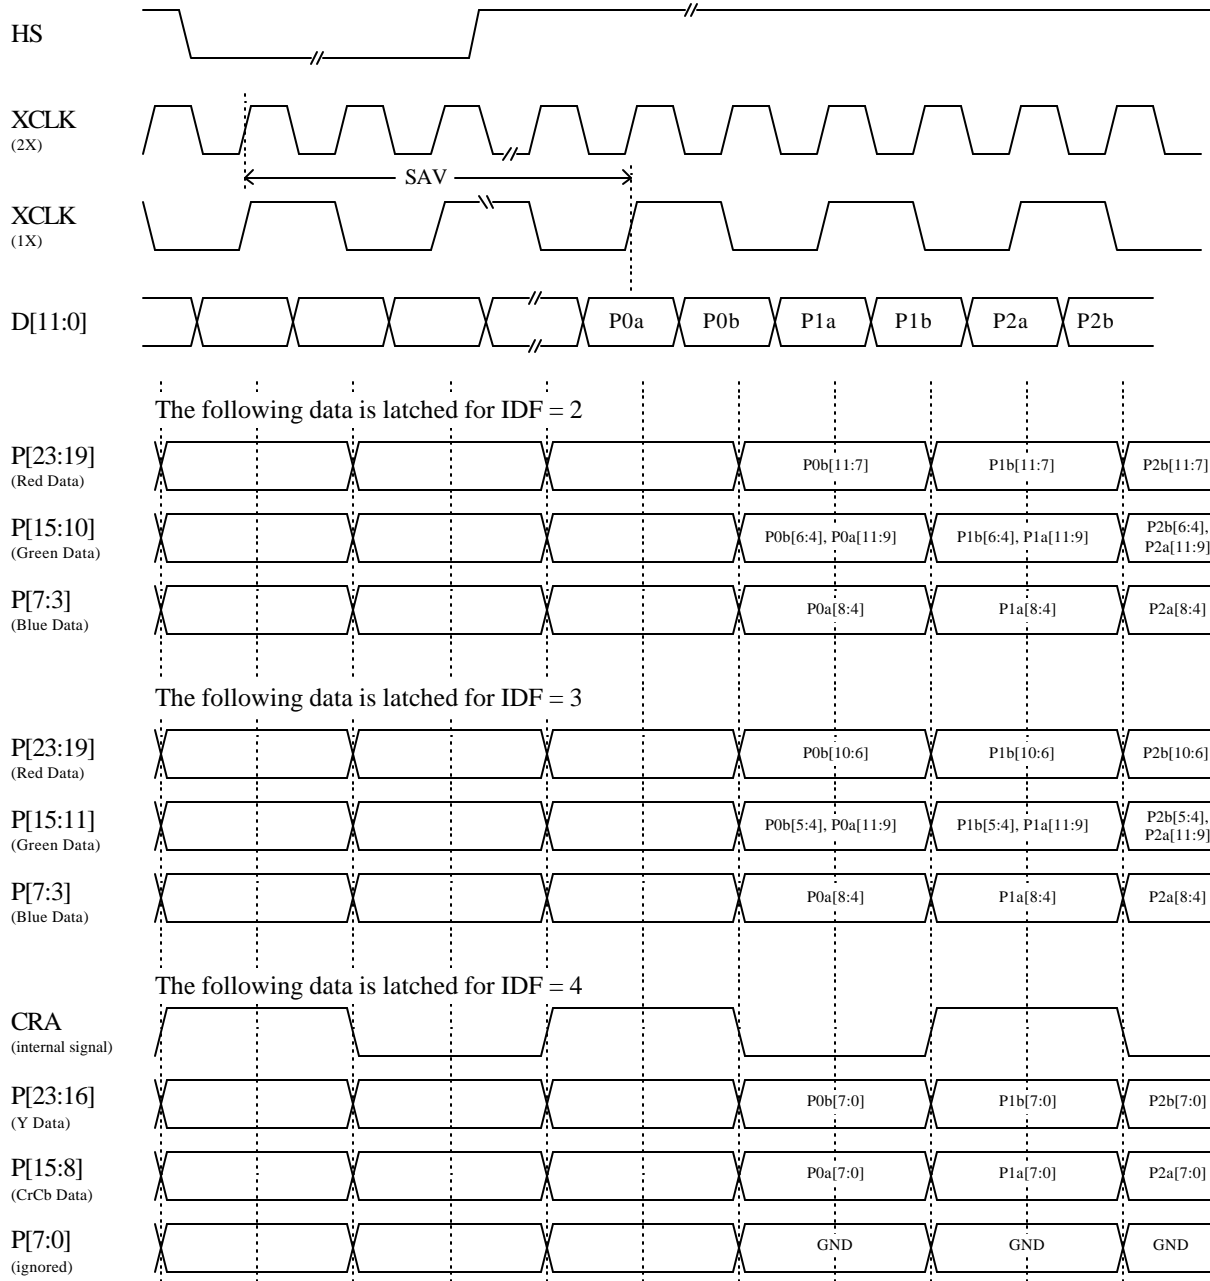 HS
XCLK
(2X)
SAV
XCLK
(1X)
D[11:0]
P0a P0b P1a P1b P2a P2b
The following data is latched for IDF = 2
P[23:19]
(Red Data)
P0b[11:7] P1b[11:7] P2b[11:7]
P[15:10]
(Green Data)
P0b[6:4], P0a[11:9] P1b[6:4], P1a[11:9] P2b[6:4],
P2a[11:9]
P[7:3]
(Blue Data)
P0a[8:4] P1a[8:4] P2a[8:4]
The following data is latched for IDF = 3
P[23:19]
(Red Data)
P0b[10:6] P1b[10:6] P2b[10:6]
P[15:11]
(Green Data)
P0b[5:4], P0a[11:9] P1b[5:4], P1a[11:9] P2b[5:4],
P2a[11:9]
P[7:3]
(Blue Data)
P0a[8:4] P1a[8:4] P2a[8:4]
The following data is latched for IDF = 4
CRA
(internal signal)
P[23:16]
(Y Data)
P0b[7:0] P1b[7:0] P2b[7:0]
P[15:8]
(CrCb Data)
P0a[7:0] P1a[7:0] P2a[7:0]
P[7:0]
(ignored)
GND GND GND